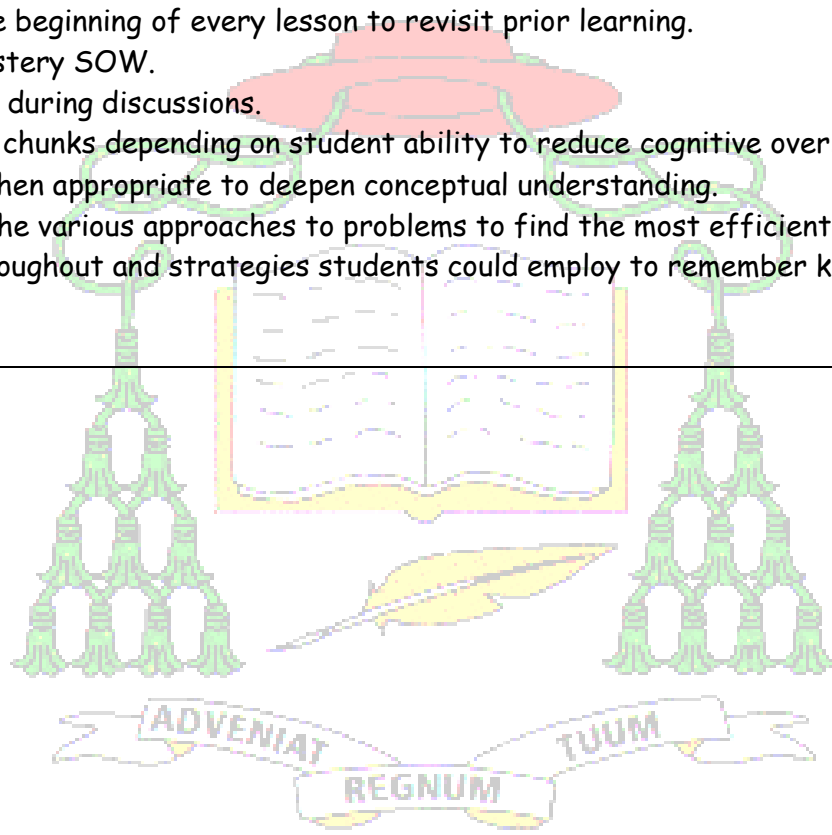 e beginning of every lesson to revisit prior learning.
stery SOW.
during discussions.
chunks depending on student ability to reduce cognitive over
hen appropriate to deepen conceptual understanding.
he various approaches to problems to find the most efficient
oughout and strategies students could employ to remember k
ADVENIAT
REGNUM
TUUM